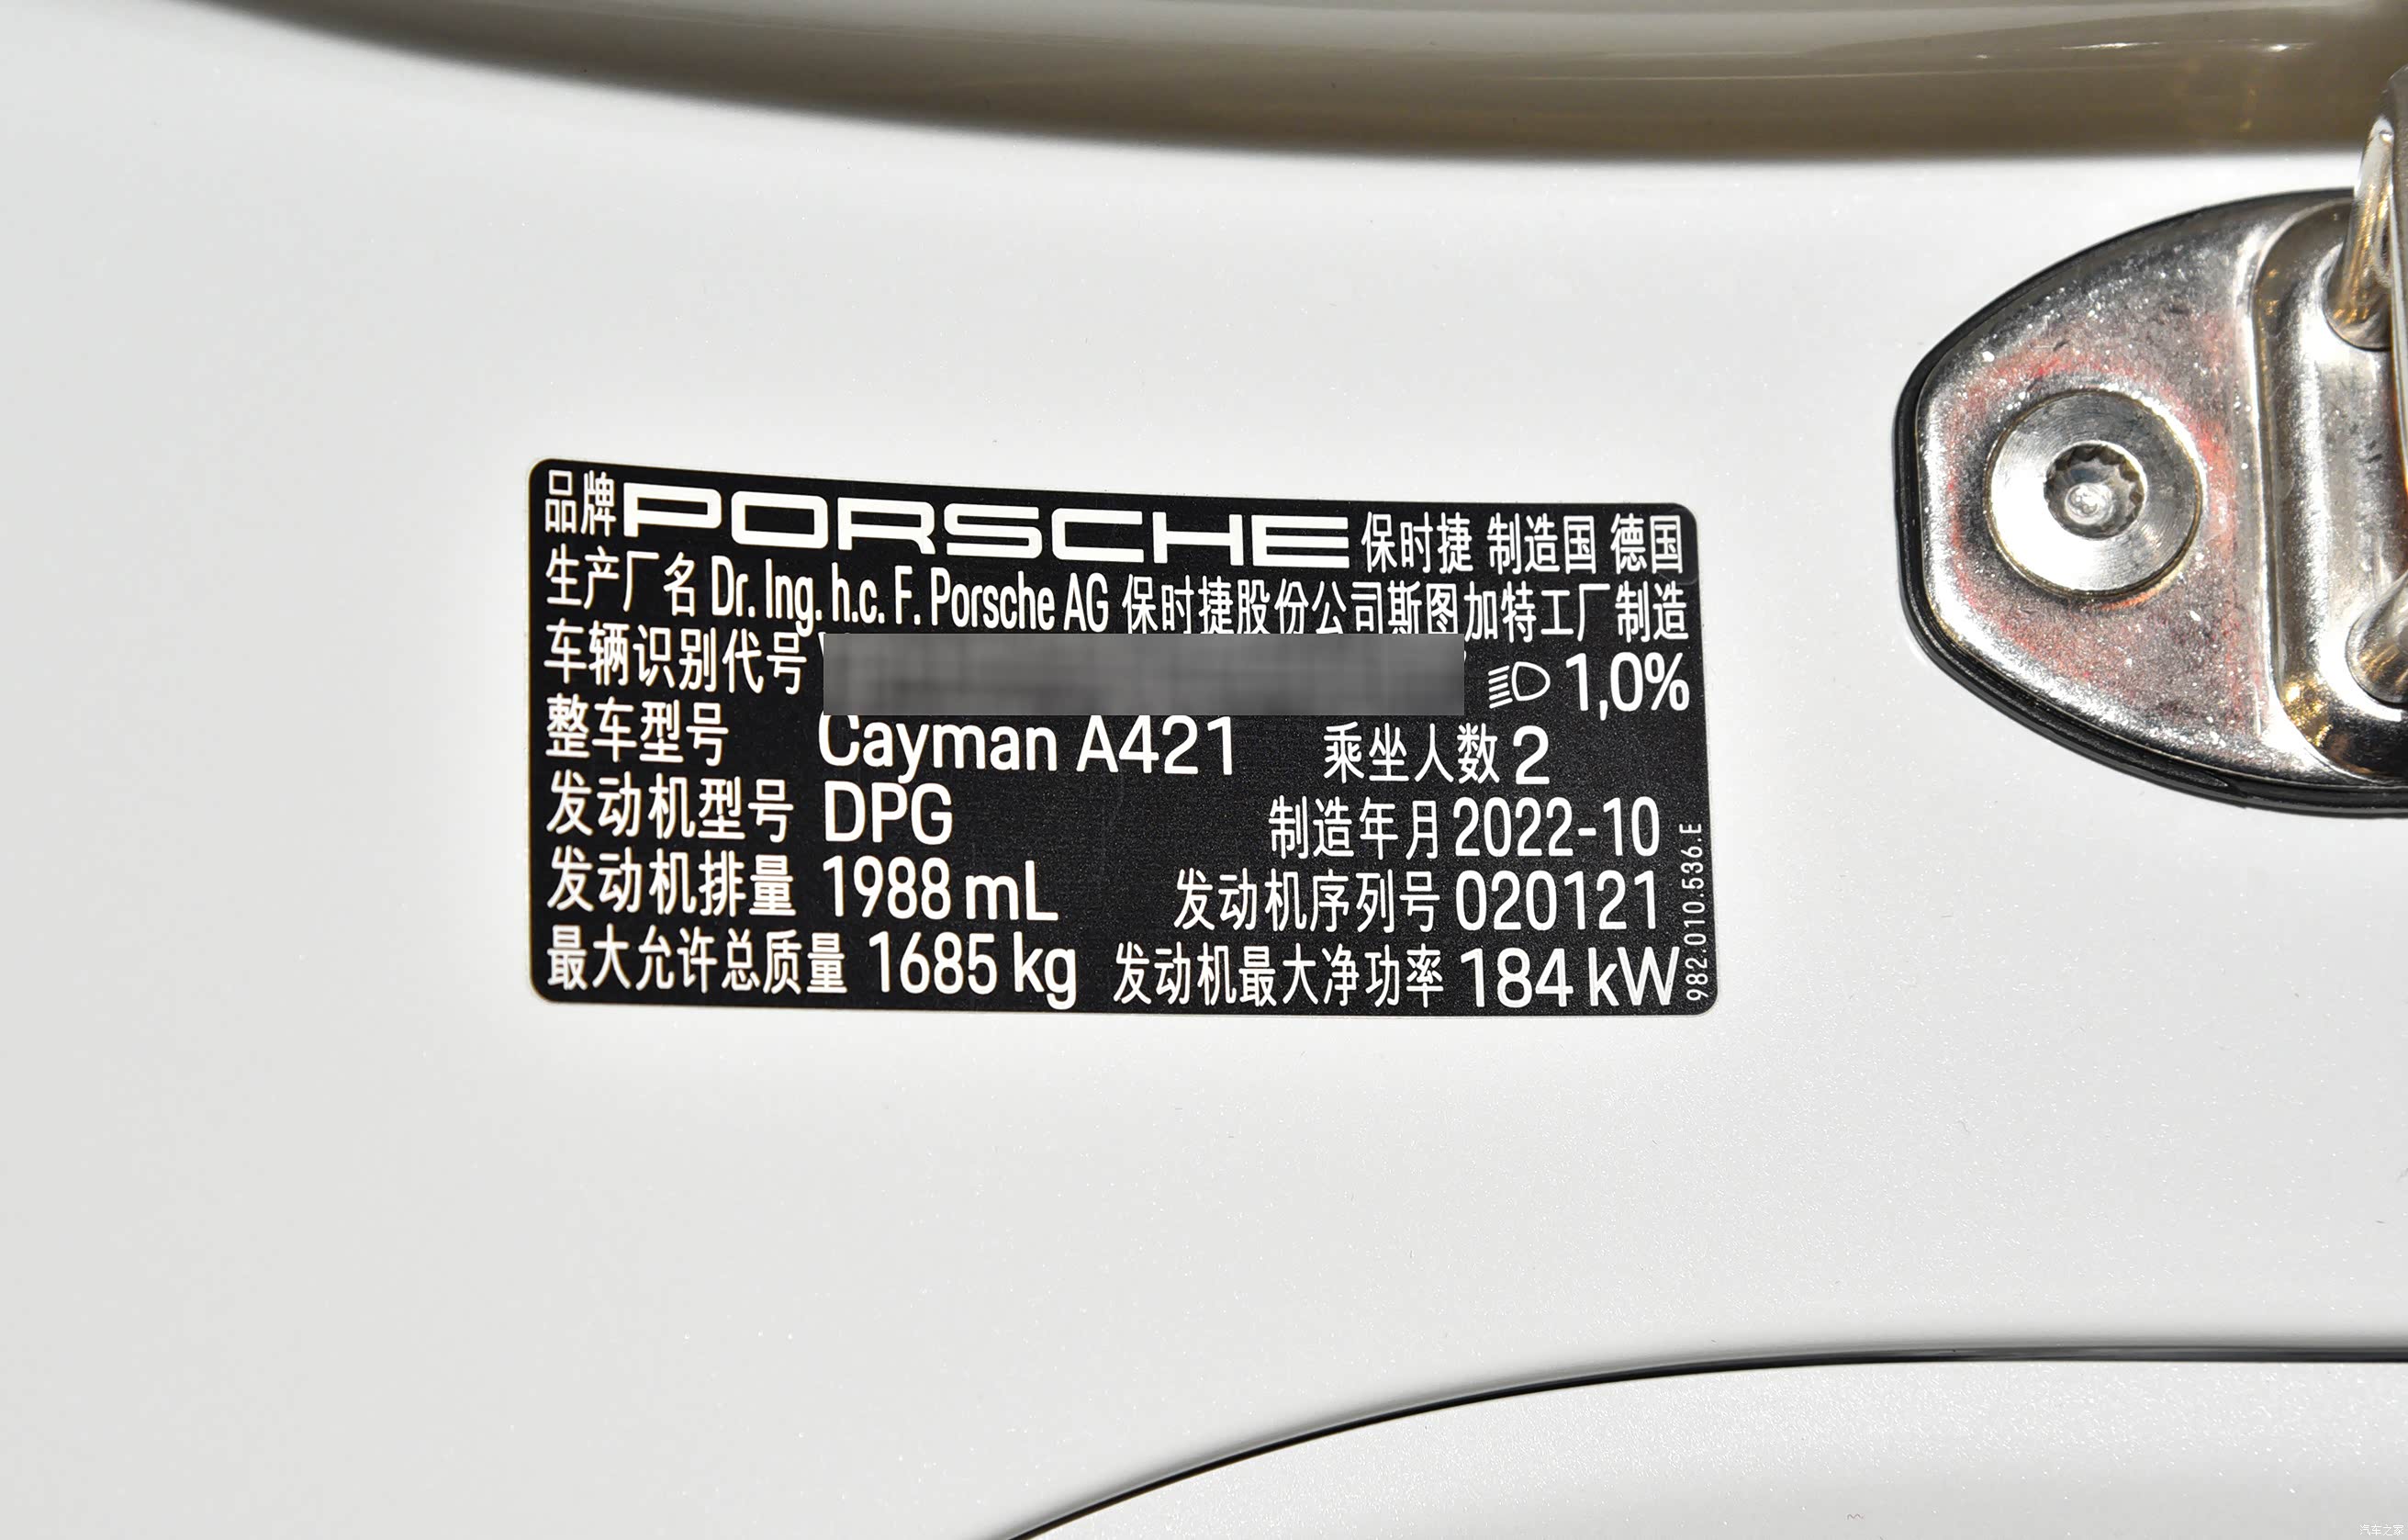 品牌 PORSCHE 保时捷 制造国 德国
生产厂名 Dr. Ing. h.c. F. Porsche AG 保时捷股份公司斯图加特工厂制造
车辆识别代号 1,0%
整车型号 Cayman A421 乘坐人数 2
发动机型号 DPG 制造年月 2022-10
发动机排量 1988 mL 发动机序列号 020121
最大允许总质量 1685 kg 发动机最大净功率 184 kW
982.010.536.E
汽车之家